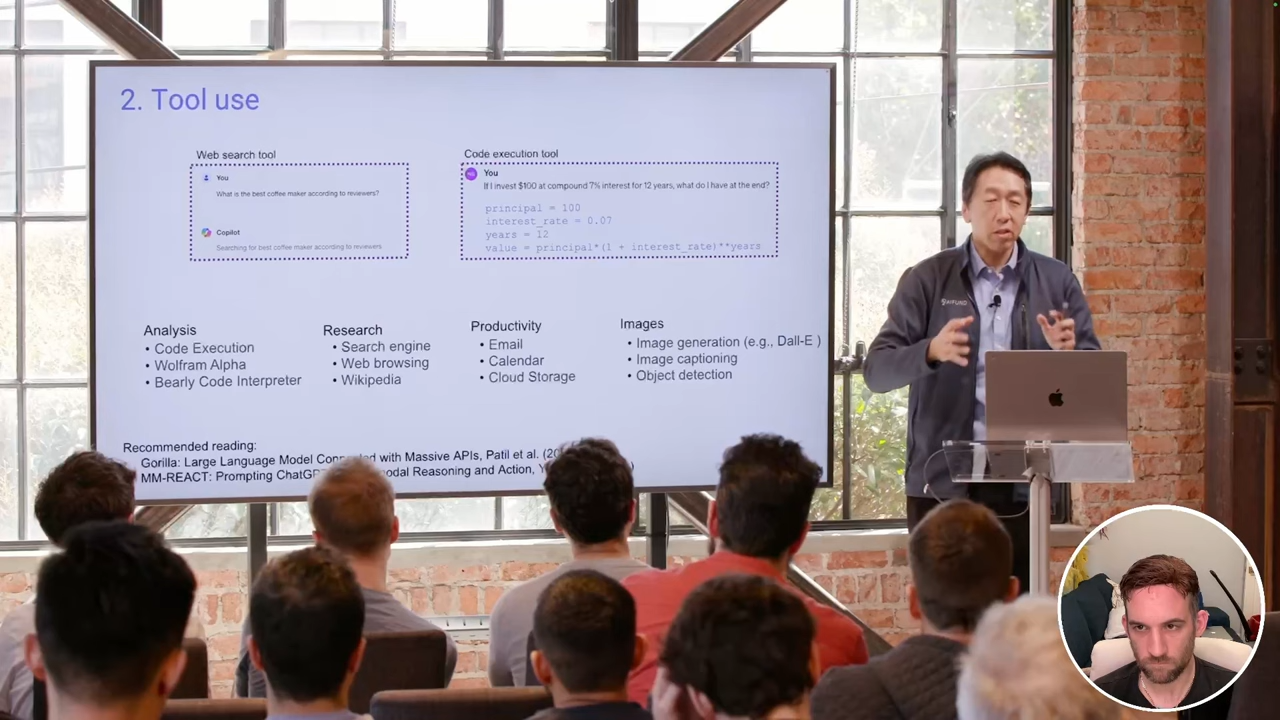 2. Tool use
Web search tool
You
What is the best coffee maker according to reviewers?
Copilot
Searching for best coffee maker according to reviewers
Code execution tool
You
If I invest $100 at compound 7% interest for 12 years, what do I have at the end?
principal = 100
interest_rate = 0.07
years = 12
value = principal*(1 + interest_rate)**years
Analysis
• Code Execution
• Wolfram Alpha
• Bearly Code Interpreter
Research
• Search engine
• Web browsing
• Wikipedia
Productivity
• Email
• Calendar
• Cloud Storage
Images
• Image generation (e.g., Dall-E )
• Image captioning
• Object detection
Recommended reading:
Gorilla: Large Language Model with Massive APIs, Patil et al.
MM-REACT: Prompting Reasoning and Action,
AI FUND